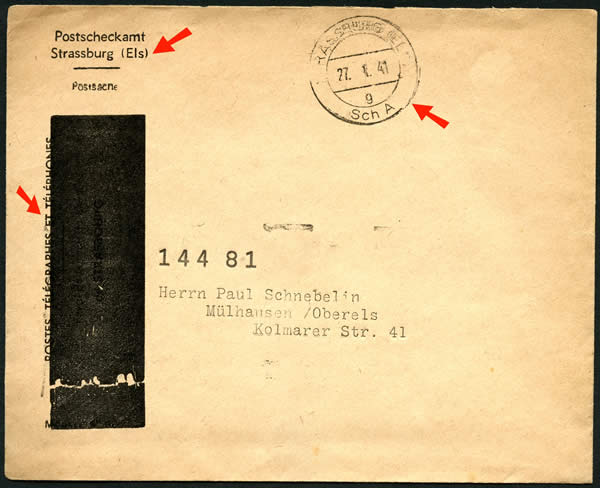 Postscheckamt
Strassburg (Els)
Postsache
27. 1. 41
g
Sch A
POSTES TÉLÉGRAPHES ET TÉLÉPHONES
144 81
Herrn Paul Schnebelin
Mülhausen /Oberels
Kolmarer Str. 41